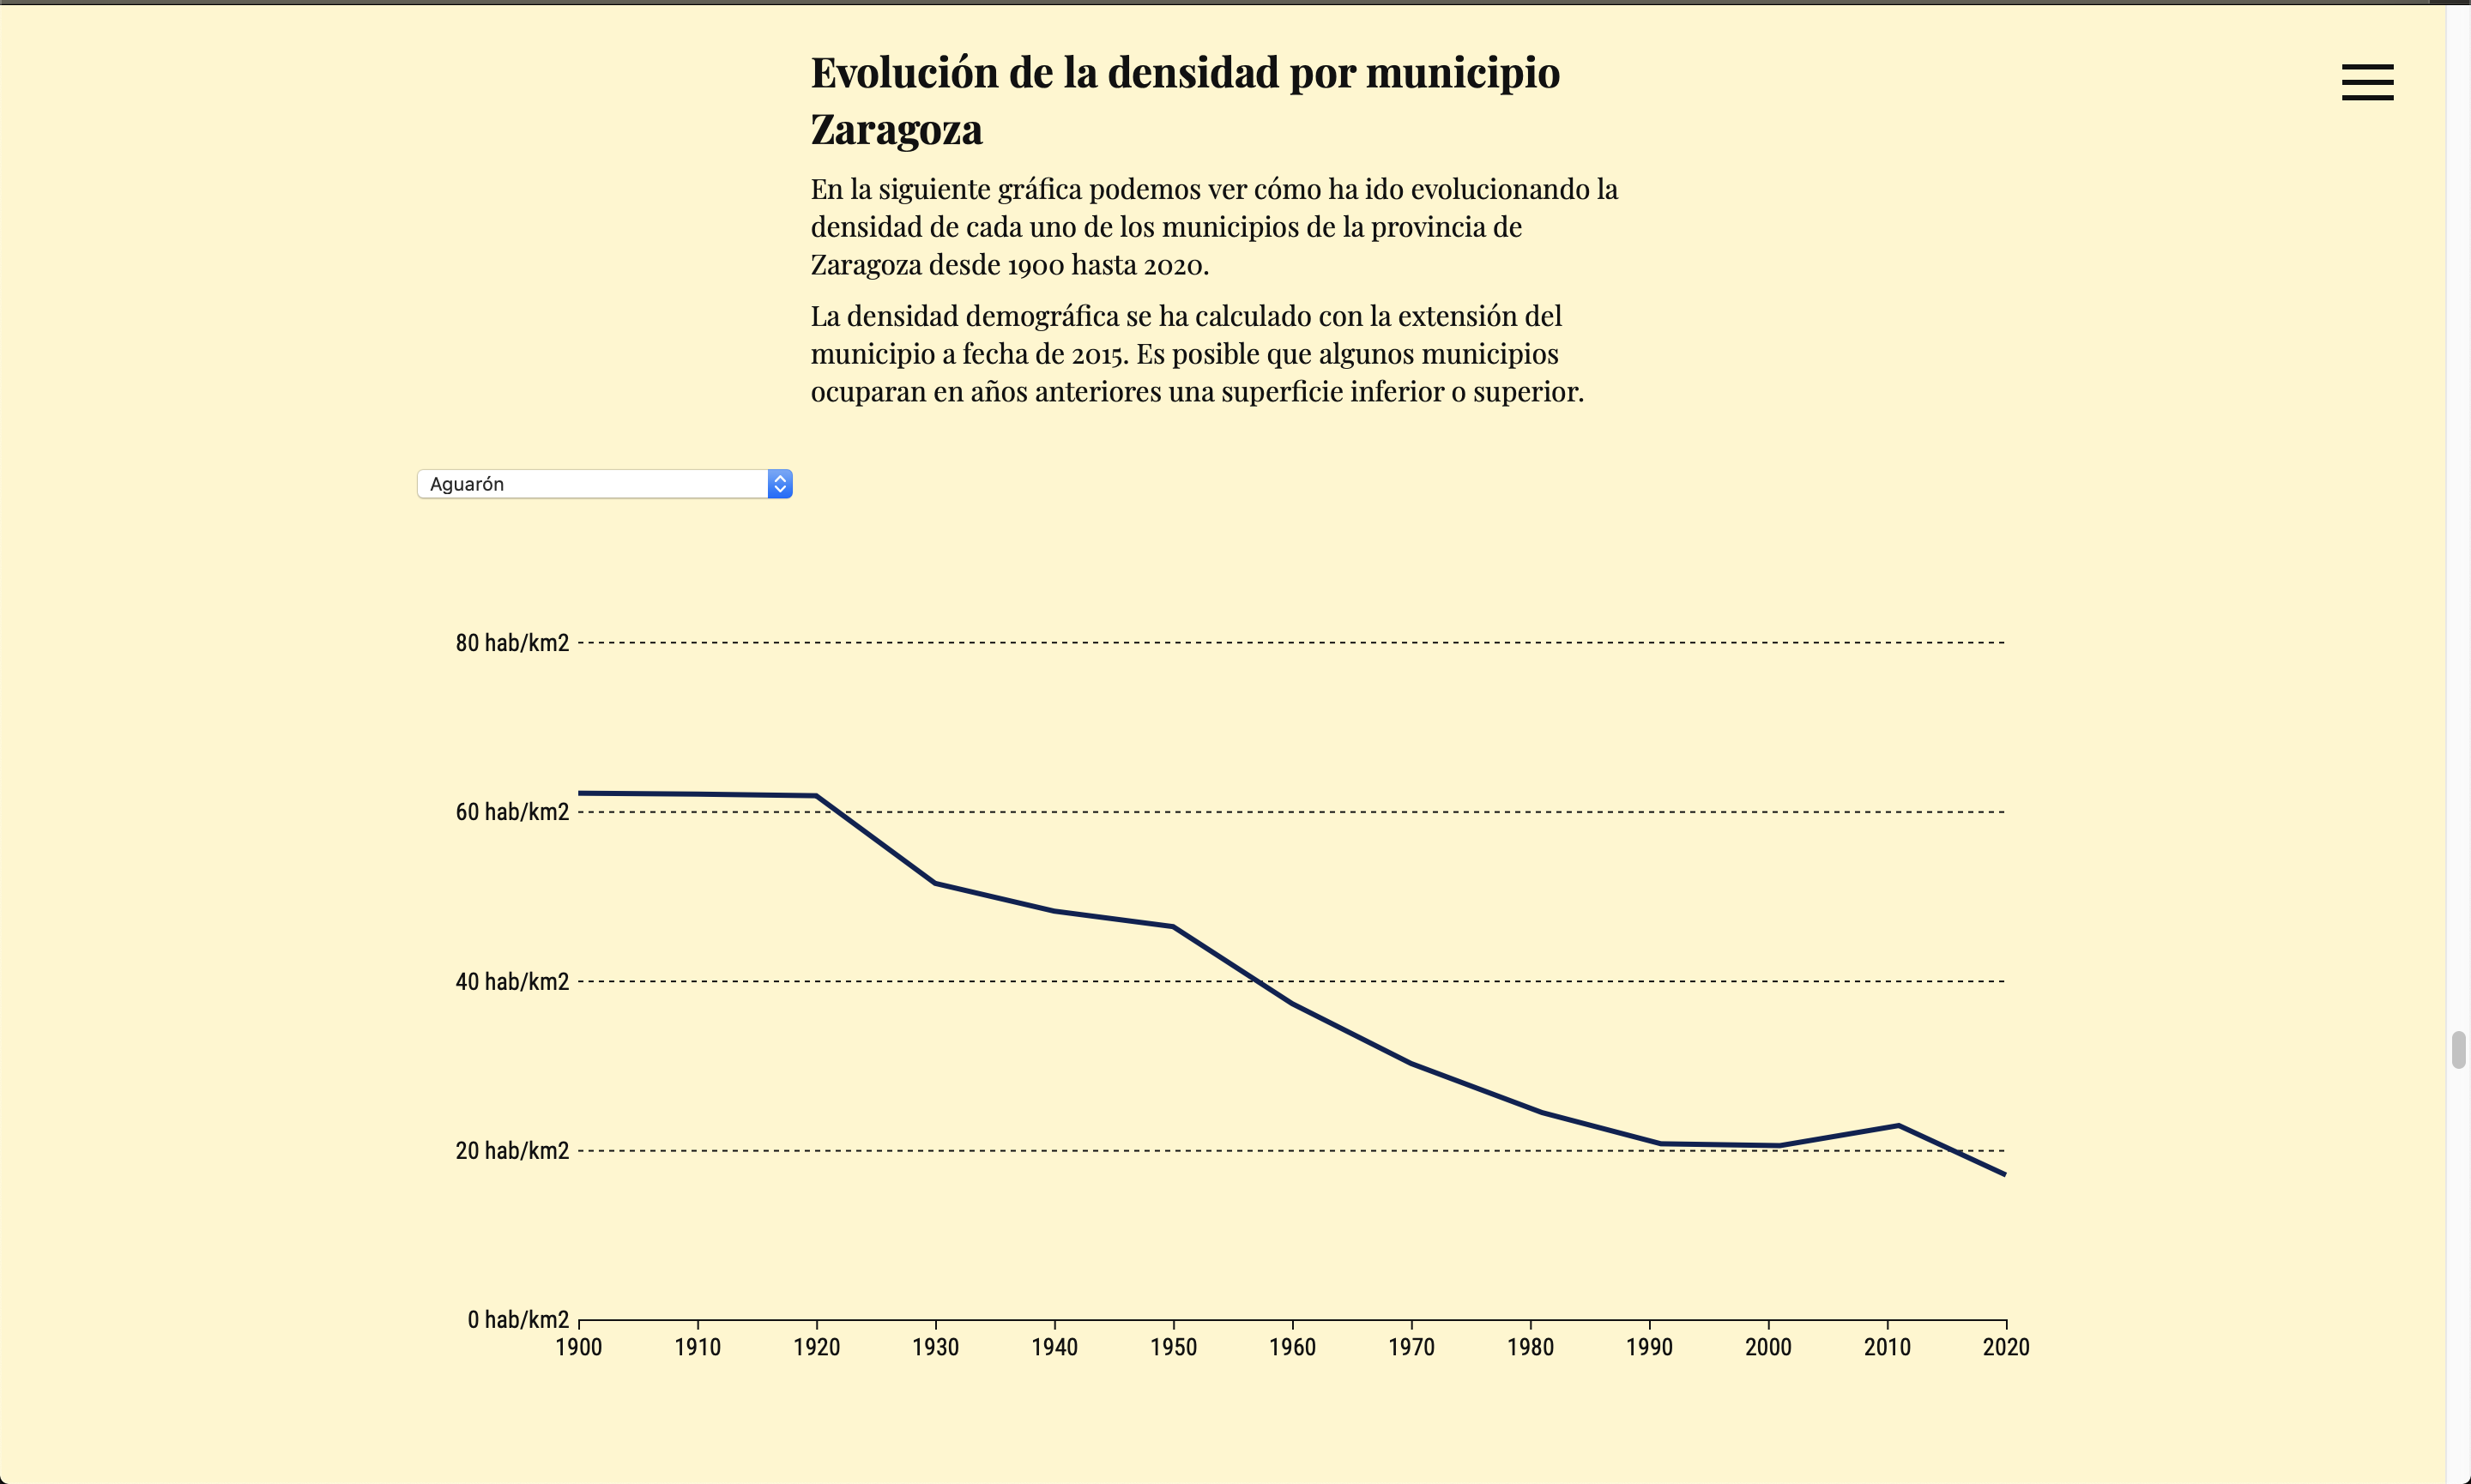 Evolución de la densidad por municipio
Zaragoza
En la siguiente gráfica podemos ver cómo ha ido evolucionando la
densidad de cada uno de los municipios de la provincia de
Zaragoza desde 1900 hasta 2020.
La densidad demográfica se ha calculado con la extensión del
municipio a fecha de 2015. Es posible que algunos municipios
ocuparan en años anteriores una superficie inferior o superior.
Aguarón
80 hab/km2
60 hab/km2
40 hab/km2
20 hab/km2
0 hab/km2
1900 1910 1920 1930 1940 1950 1960 1970 1980 1990 2000 2010 2020